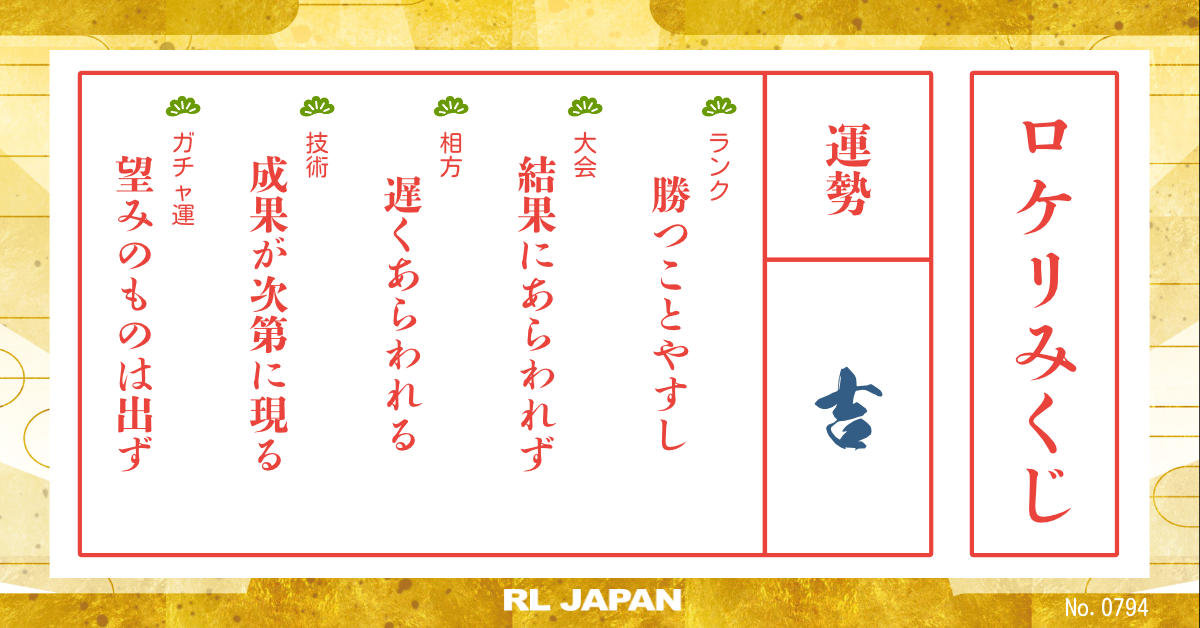 ロケリみくじ
運勢
吉
ランク
勝つことやすし
大会
結果にあらわれず
相方
遅くあらわれる
技術
成果が次第に現る
ガチャ運
望みのものは出ず
RL JAPAN
No. 0794